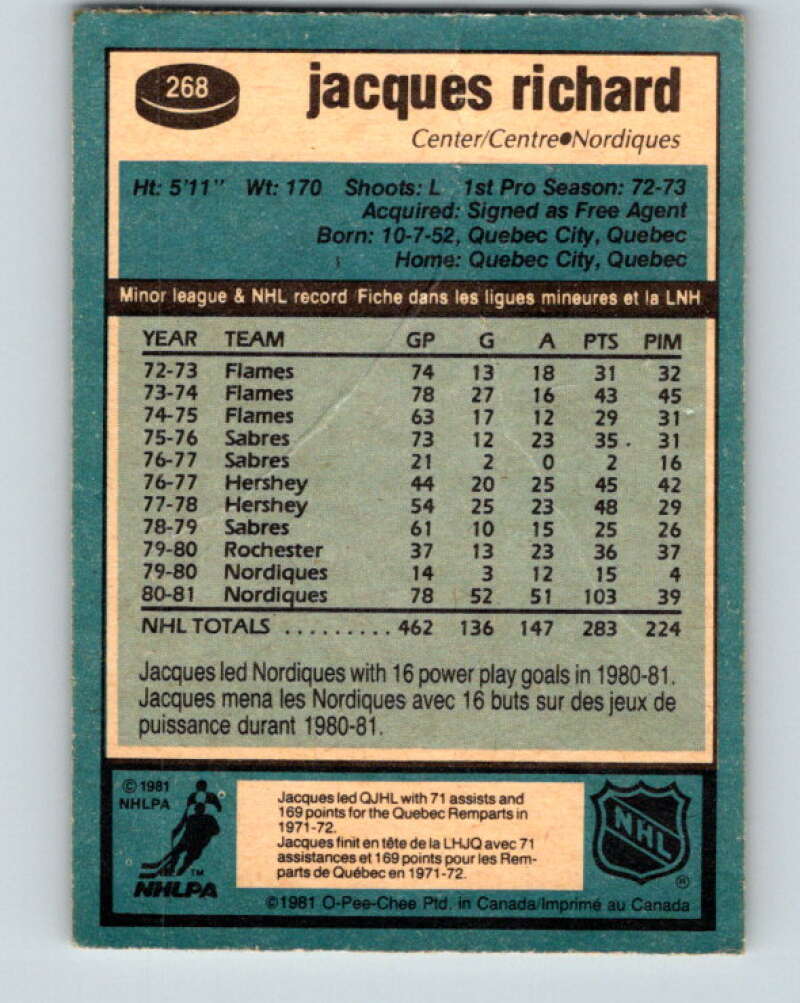 268
jacques richard
Center/Centre●Nordiques
Ht: 5'11" Wt: 170 Shoots: L 1st Pro Season: 72-73
Acquired: Signed as Free Agent
Born: 10-7-52, Quebec City, Quebec
Home: Quebec City, Quebec
Minor league & NHL record Fiche dans les ligues mineures et la LNH
YEAR TEAM GP G A PTS PIM
72-73 Flames 74 13 18 31 32
73-74 Flames 78 27 16 43 45
74-75 Flames 63 17 12 29 31
75-76 Sabres 73 12 23 35 31
76-77 Sabres 21 2 0 2 16
76-77 Hershey 44 20 25 45 42
77-78 Hershey 54 25 23 48 29
78-79 Sabres 61 10 15 25 26
79-80 Rochester 37 13 23 36 37
79-80 Nordiques 14 3 12 15 4
80-81 Nordiques 78 52 51 103 39
NHL TOTALS ......... 462 136 147 283 224
Jacques led Nordiques with 16 power play goals in 1980-81.
Jacques mena les Nordiques avec 16 buts sur des jeux de
puissance durant 1980-81.
© 1981
NHLPA
TM
NHLPA
Jacques led QJHL with 71 assists and
169 points for the Quebec Remparts in
1971-72.
Jacques finit en tête de la LHJQ avec 71
assistances et 169 points pour les Rem-
parts de Québec en 1971-72.
NHL
®
©1981 O-Pee-Chee Ptd. in Canada/Imprimé au Canada